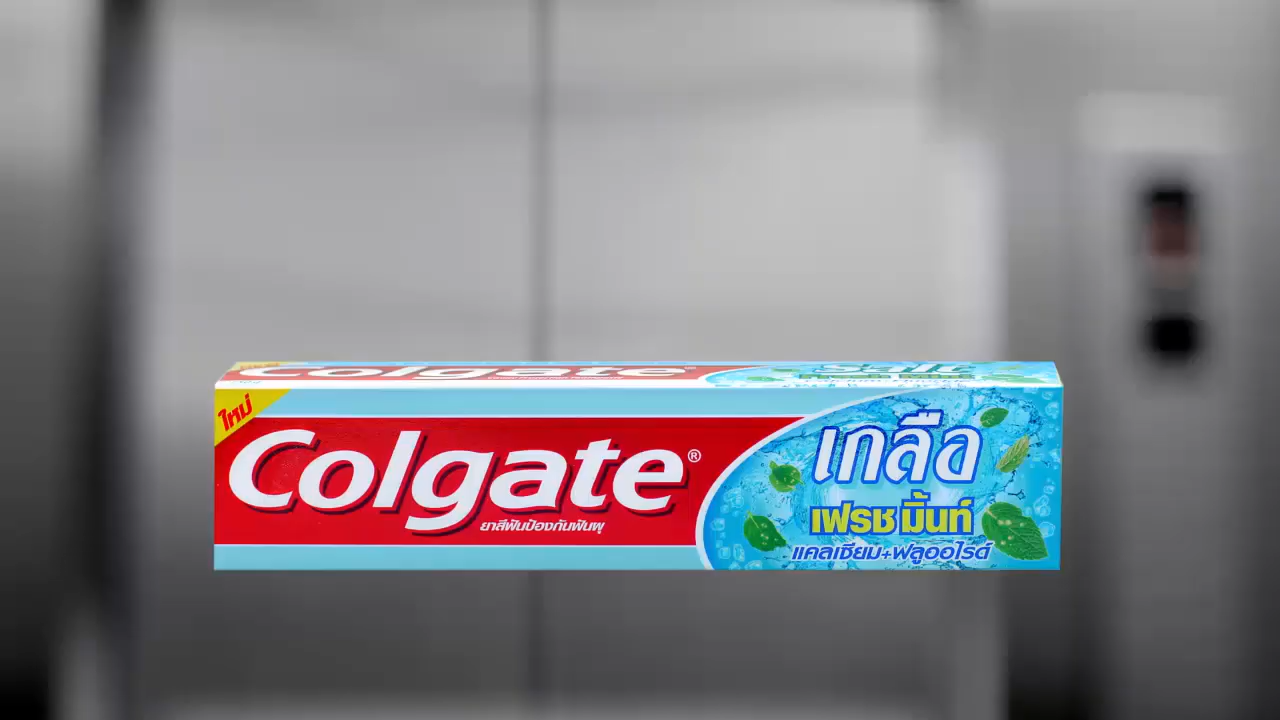 Colgate
Salt
ใหม่
Colgate®
ยาสีฟันป้องกันฟันผุ
เกลือ
เฟรช มิ้นท์
แคลเซียม+ฟลูออไรด์